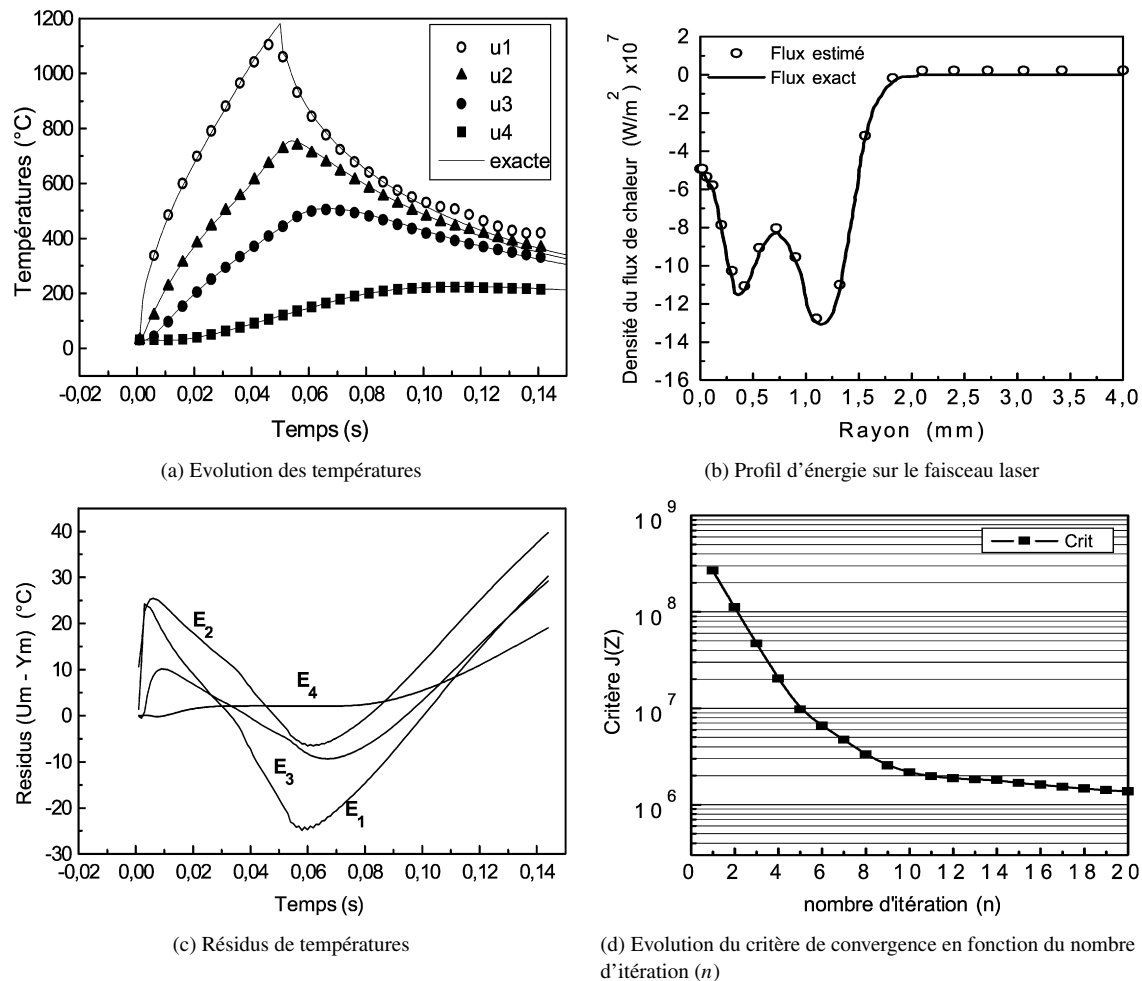 1200
1000
800
600
400
200
0
Températures (°C)
u1
u2
u3
u4
exacte
-0,02 0,00 0,02 0,04 0,06 0,08 0,10 0,12 0,14
Temps (s)
(a) Evolution des températures
2
0
-2
-4
-6
-8
-10
-12
-14
-16
Densité du flux de chaleur (W/m²) x10⁷
Flux estimé
Flux exact
0,0 0,5 1,0 1,5 2,0 2,5 3,0 3,5 4,0
Rayon (mm)
(b) Profil d'énergie sur le faisceau laser
40
30
20
10
0
-10
-20
-30
Residus (Um - Ym) (°C)
E₂
E₄
E₃
E₁
-0,02 0,00 0,02 0,04 0,06 0,08 0,10 0,12 0,14
Temps (s)
(c) Résidus de températures
10⁹
10⁸
10⁷
10⁶
Critère J(Z)
Crit
0 2 4 6 8 10 12 14 16 18 20
nombre d'itération (n)
(d) Evolution du critère de convergence en fonction du nombre
d'itération (n)